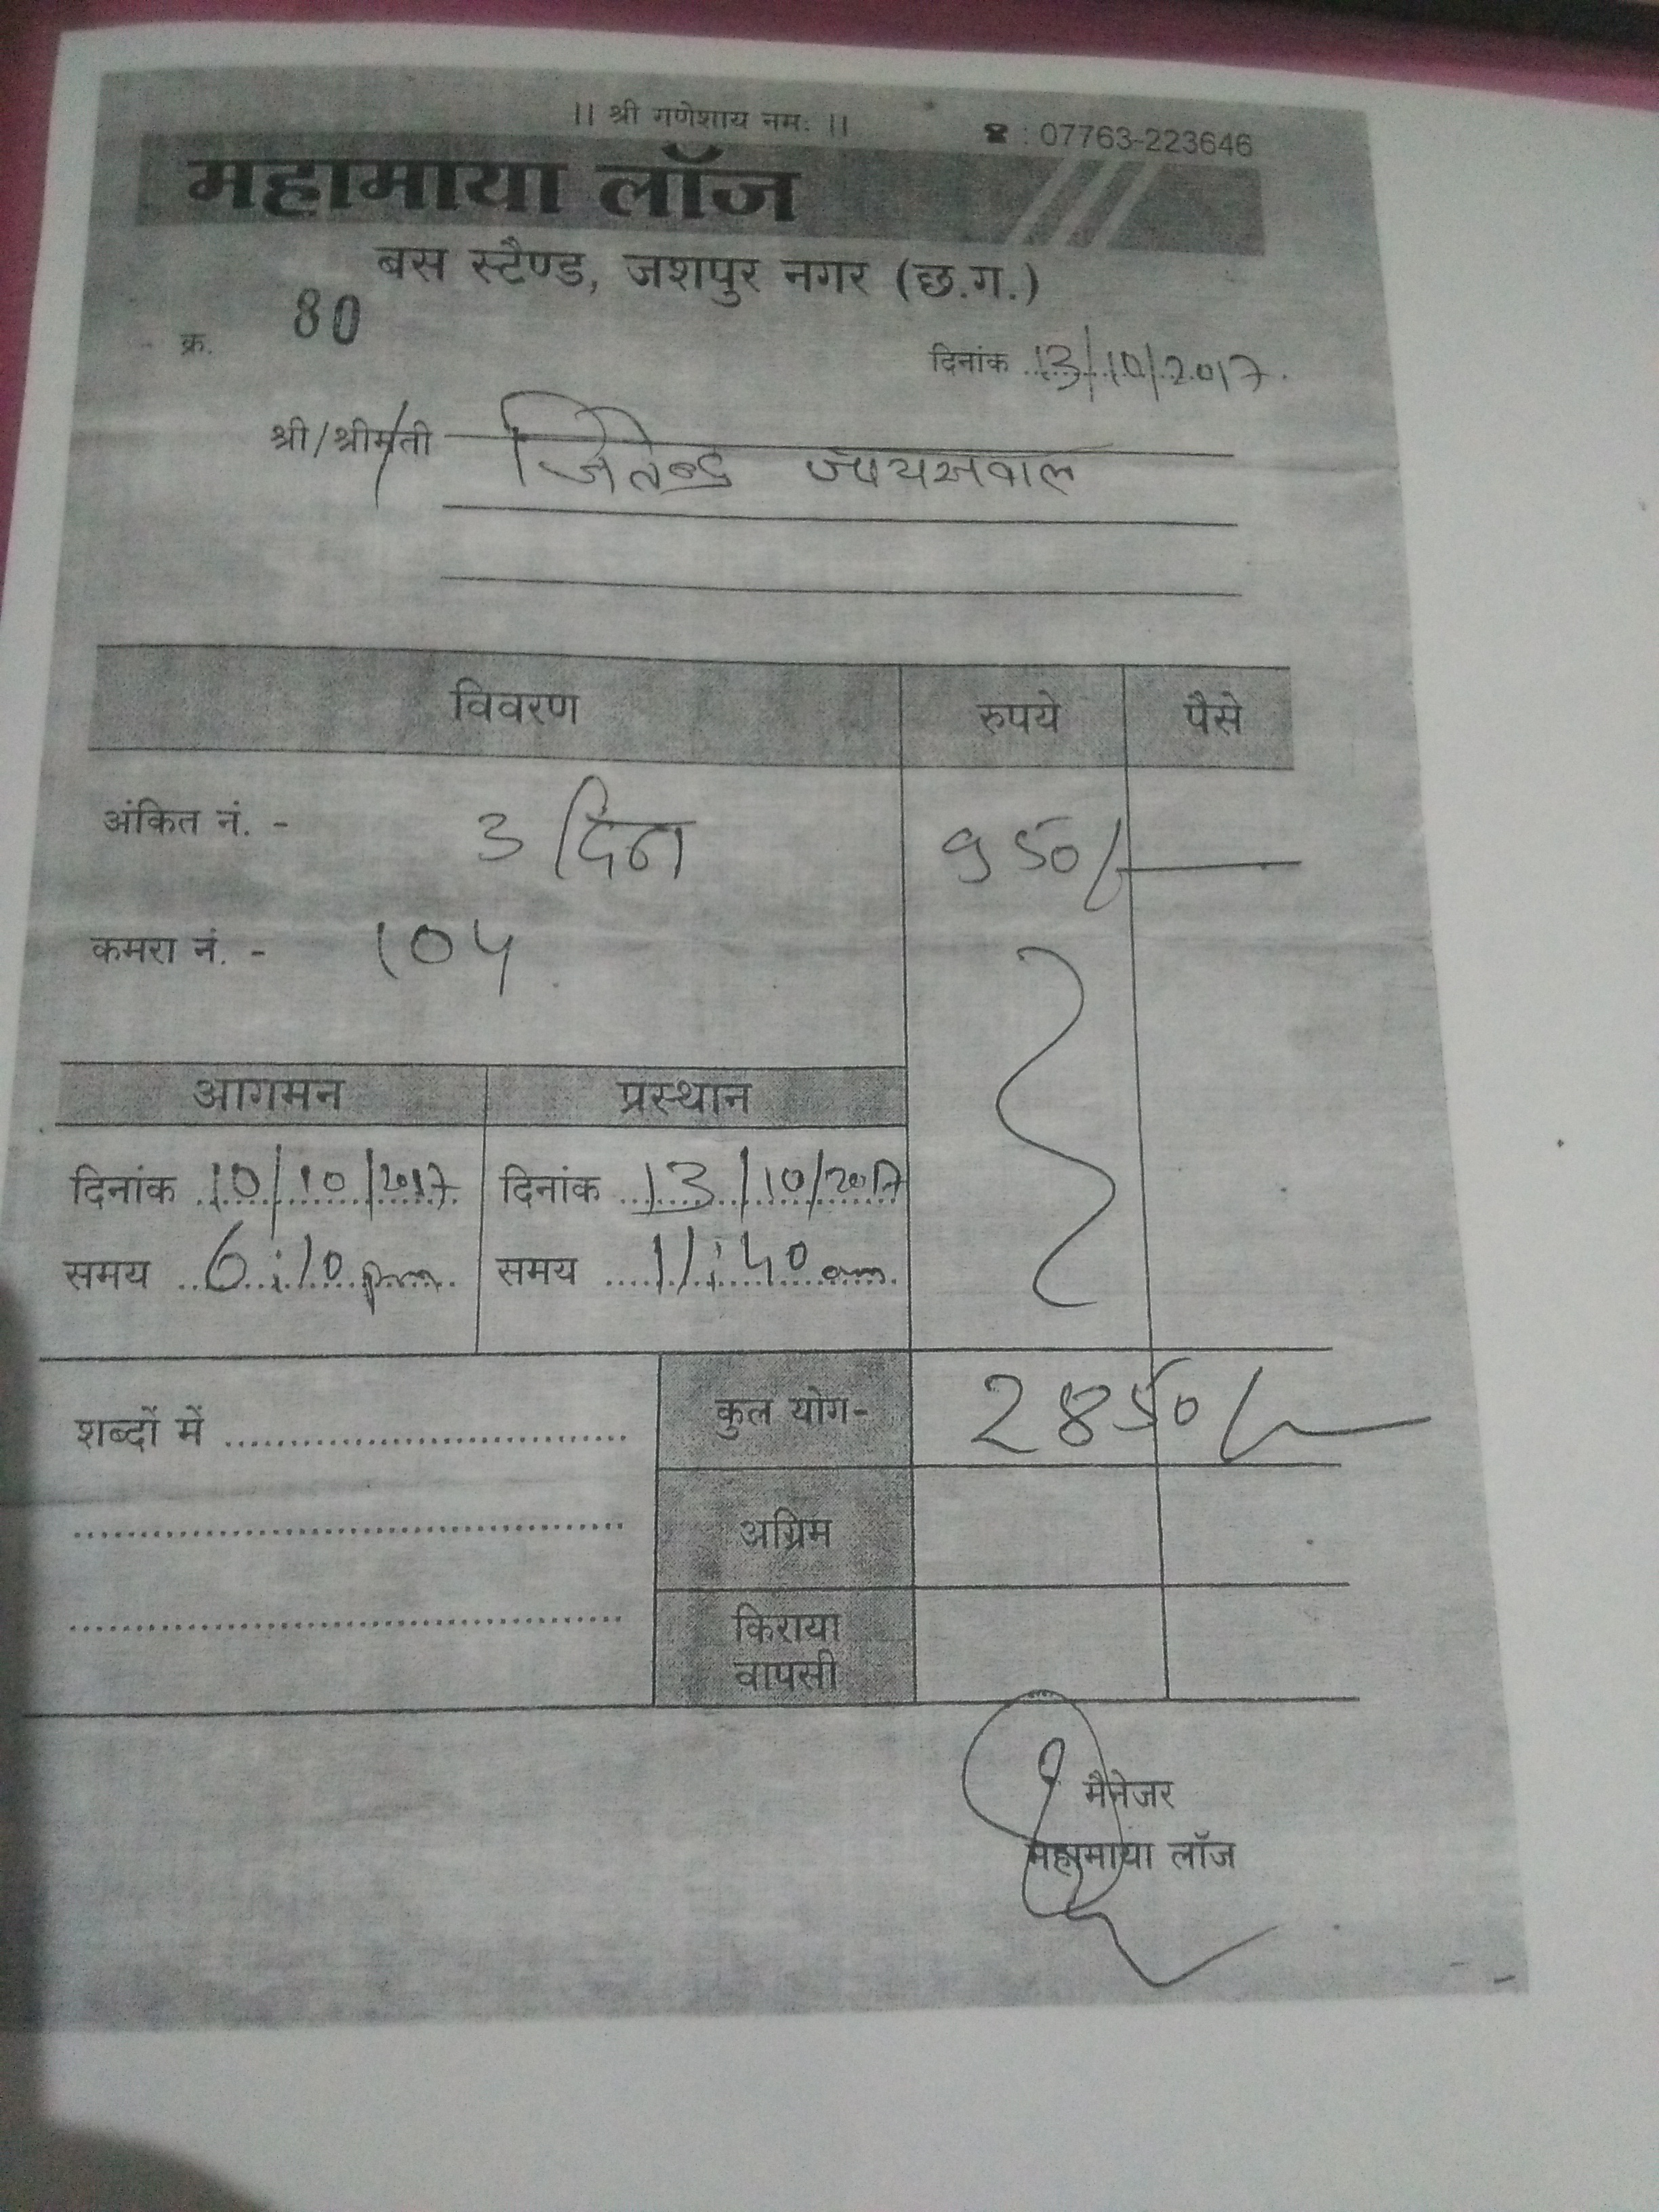 ।। श्री गणेशाय नमः ।।
☎ : 07763-223646
महामाया लॉज
बस स्टैण्ड, जशपुर नगर (छ.ग.)
क्र. 80
दिनांक 13/10/2017
श्री/श्रीमती जितेन्द्र जायसवाल
विवरण रुपये पैसे
अंकित नं. - 3 दिन 950/-
कमरा नं. - 104
आगमन प्रस्थान
दिनांक 10/10/2017 दिनांक 13/10/2017
समय 6:10 pm समय 11:40 am
शब्दों में कुल योग- 2850/-
अग्रिम
किराया
वापसी
मैनेजर
महामाया लॉज